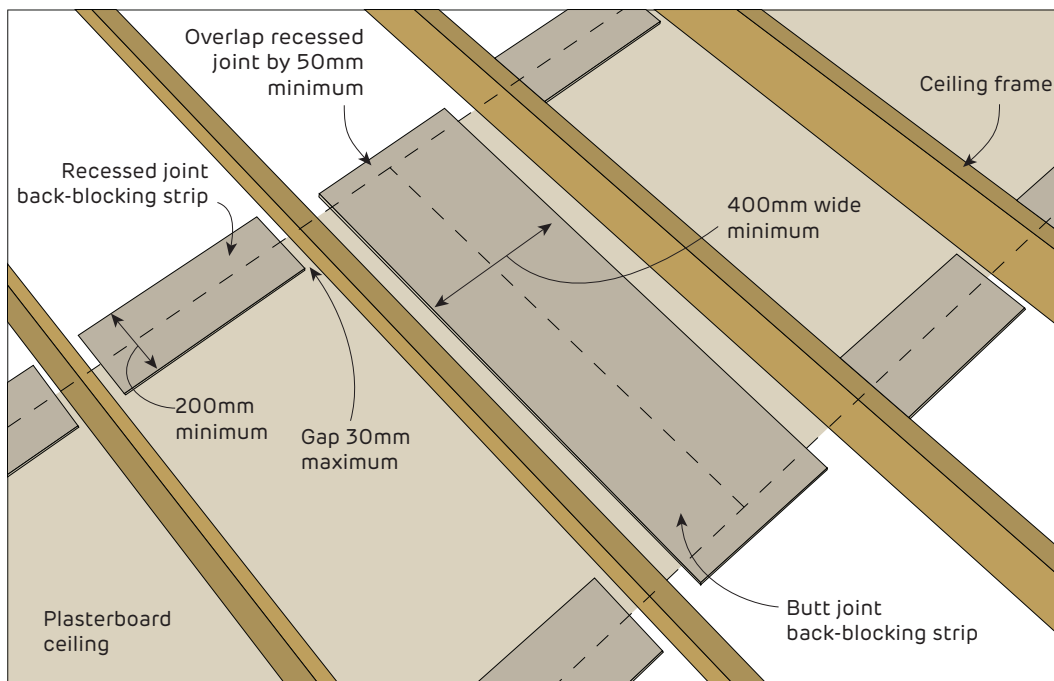 Overlap recessed
joint by 50mm
minimum
Ceiling frame
Recessed joint
back-blocking strip
400mm wide
minimum
200mm
minimum
Gap 30mm
maximum
Plasterboard
ceiling
Butt joint
back-blocking strip